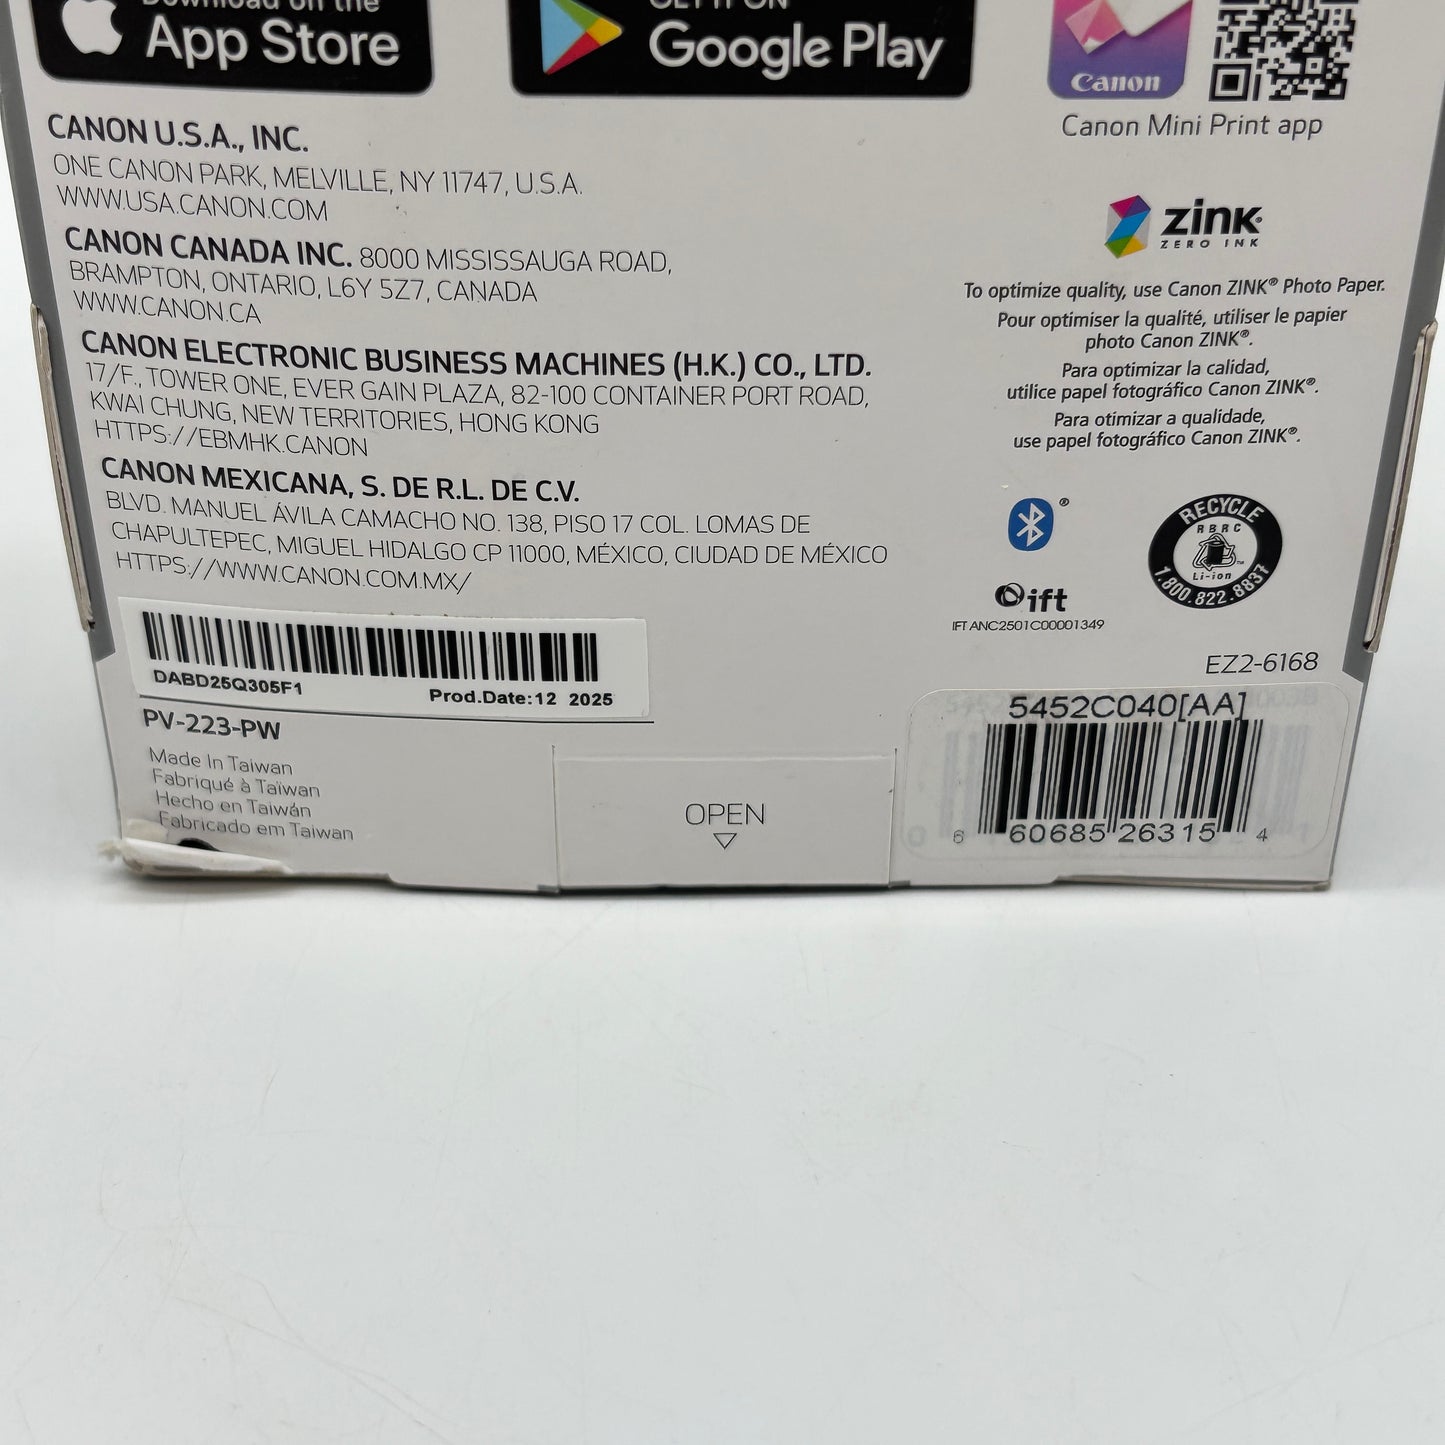 Download on the
App Store
GET IT ON
Google Play
Canon
Canon Mini Print app
CANON U.S.A., INC.
ONE CANON PARK, MELVILLE, NY 11747, U.S.A.
WWW.USA.CANON.COM
CANON CANADA INC. 8000 MISSISSAUGA ROAD,
BRAMPTON, ONTARIO, L6Y 5Z7, CANADA
WWW.CANON.CA
CANON ELECTRONIC BUSINESS MACHINES (H.K.) CO., LTD.
17/F., TOWER ONE, EVER GAIN PLAZA, 82-100 CONTAINER PORT ROAD,
KWAI CHUNG, NEW TERRITORIES, HONG KONG
HTTPS://EBMHK.CANON
CANON MEXICANA, S. DE R.L. DE C.V.
BLVD. MANUEL ÁVILA CAMACHO NO. 138, PISO 17 COL. LOMAS DE
CHAPULTEPEC, MIGUEL HIDALGO CP 11000, MÉXICO, CIUDAD DE MÉXICO
HTTPS://WWW.CANON.COM.MX/
zink®
ZERO INK
To optimize quality, use Canon ZINK® Photo Paper.
Pour optimiser la qualité, utiliser le papier
photo Canon ZINK®.
Para optimizar la calidad,
utilice papel fotográfico Canon ZINK®.
Para otimizar a qualidade,
use papel fotográfico Canon ZINK®.
®
RECYCLE
RBRC
Li-ion
1.800.822.8837
ift
IFT ANC2501C00001349
EZ2-6168
DABD25Q305F1
Prod.Date:12 2025
PV-223-PW
Made In Taiwan
Fabriqué à Taïwan
Hecho en Taiwán
Fabricado em Taiwan
OPEN
5452C040[AA]
6 60685 26315 4